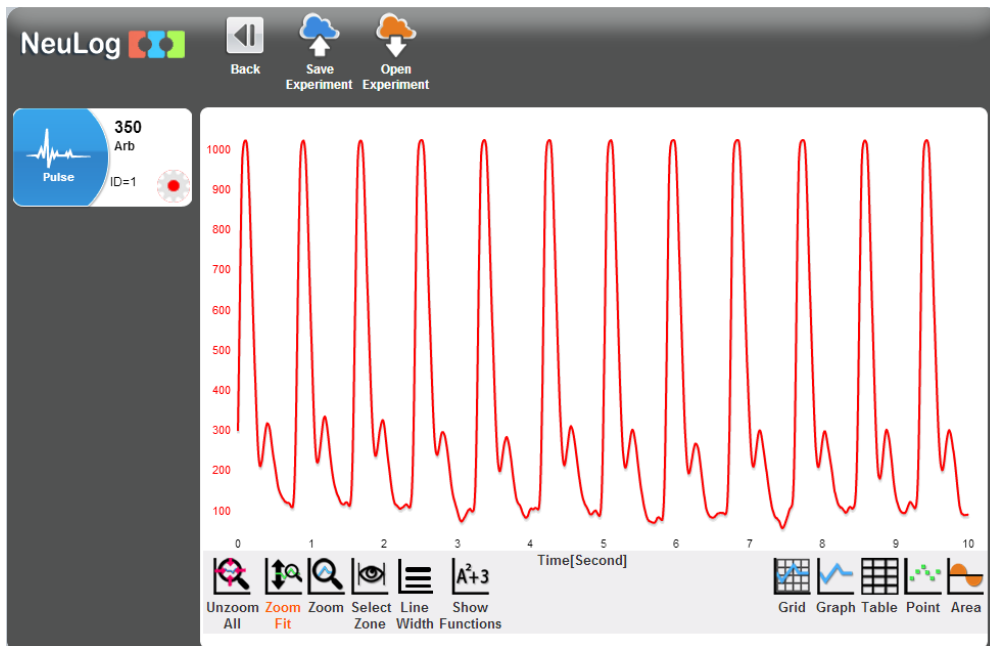 NeuLog
Back
Save
Experiment
Open
Experiment
350
Arb
Pulse
ID=1
1000
900
800
700
600
500
400
300
200
100
0 1 2 3 4 5 6 7 8 9 10
Time[Second]
Unzoom
All
Zoom
Fit
Zoom
Select
Zone
Line
Width
A²+3
Show
Functions
Grid
Graph
Table
Point
Area